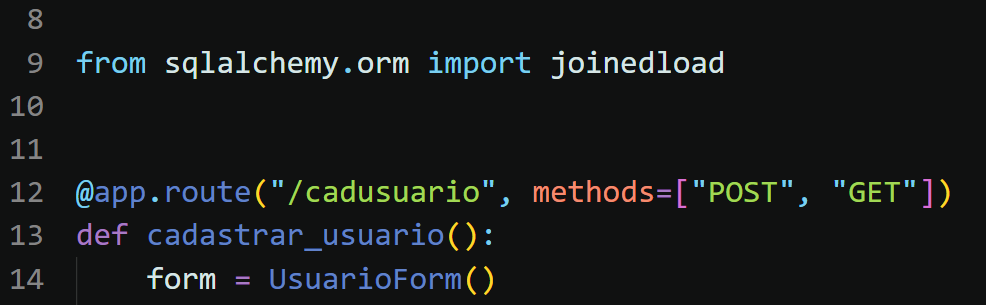 8
9 from sqlalchemy.orm import joinedload
10
11
12 @app.route("/cadusuario", methods=["POST", "GET"])
13 def cadastrar_usuario():
14     form = UsuarioForm()